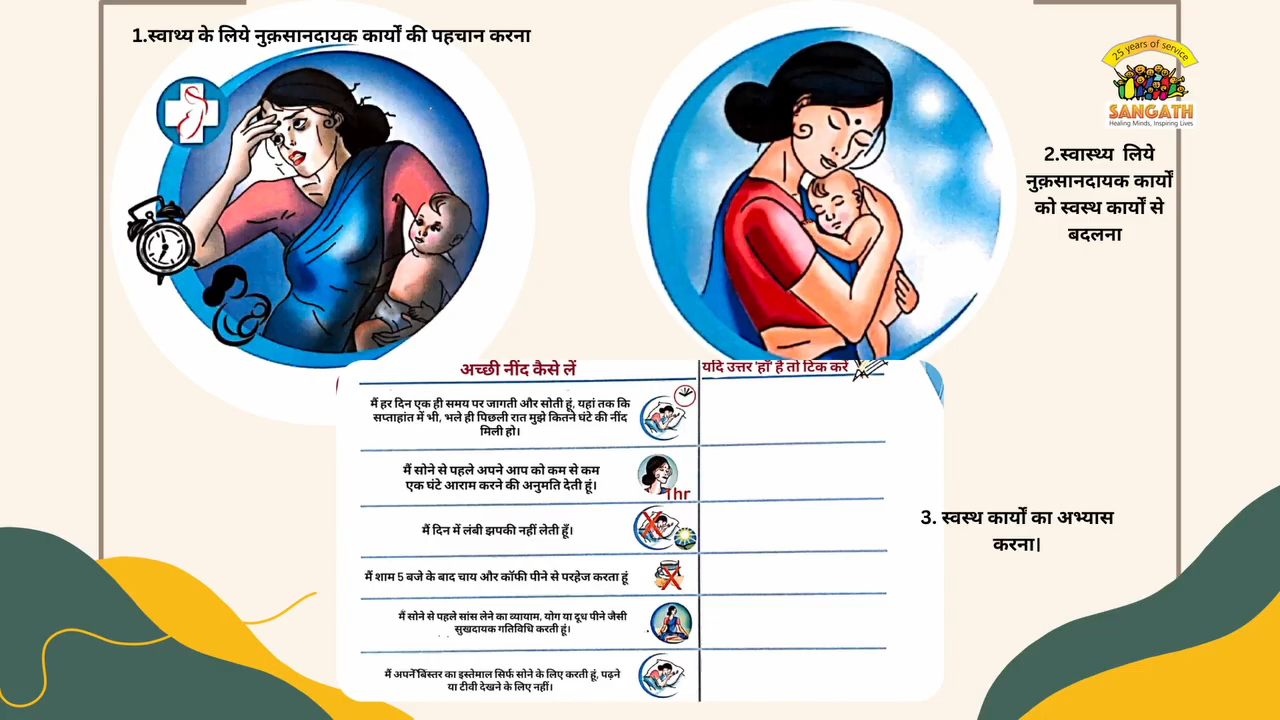 1.स्वाथ्य के लिये नुक़सानदायक कार्यों की पहचान करना
25 years of service
SANGATH
Healing Minds, Inspiring Lives
2.स्वास्थ्य लिये
नुक़सानदायक कार्यों
को स्वस्थ कार्यों से
बदलना
अच्छी नींद कैसे लें
यदि उत्तर 'हाँ' है तो टिक करें
मैं हर दिन एक ही समय पर जागती और सोती हूं, यहां तक कि
सप्ताहांत में भी, भले ही पिछली रात मुझे कितने घंटे की नींद
मिली हो।
मैं सोने से पहले अपने आप को कम से कम
एक घंटे आराम करने की अनुमति देती हूं।
1hr
मैं दिन में लंबी झपकी नहीं लेती हूँ।
मैं शाम 5 बजे के बाद चाय और कॉफी पीने से परहेज करता हूं
मैं सोने से पहले सांस लेने का व्यायाम, योग या दूध पीने जैसी
सुखदायक गतिविधि करती हूं।
मैं अपने बिस्तर का इस्तेमाल सिर्फ सोने के लिए करती हूं, पढ़ने
या टीवी देखने के लिए नहीं।
3. स्वस्थ कार्यों का अभ्यास
करना।